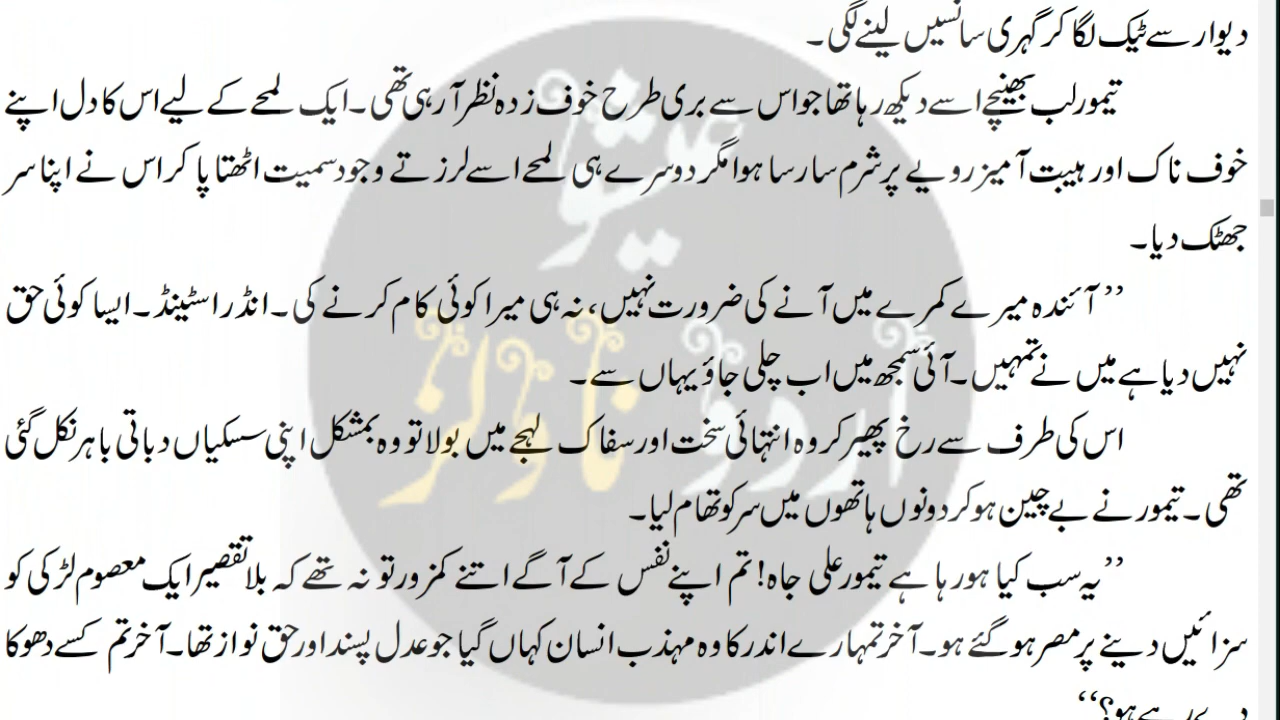 دیوار سے ٹیک لگا کر گہری سانسیں لینے لگی۔
تیمور لب بھینچے اسے دیکھ رہا تھا جو اس سے بری طرح خوف زدہ نظر آ رہی تھی۔ ایک لمحے کے لیے اس کا دل اپنے
خوف ناک اور ہیبت آمیز رویے پر شرم سار سا ہوا مگر دوسرے ہی لمحے اسے لرزتے وجود سمیت اٹھتا پا کر اس نے اپنا سر
جھٹک دیا۔
’’آئندہ میرے کمرے میں آنے کی ضرورت نہیں، نہ ہی میرا کوئی کام کرنے کی۔ انڈر اسٹینڈ۔ ایسا کوئی حق
نہیں دیا ہے میں نے تمہیں۔ آئی سمجھ میں اب چلی جاؤ یہاں سے۔
اس کی طرف سے رخ پھیر کر وہ انتہائی سخت اور سفاک لہجے میں بولا تو وہ بمشکل اپنی سسکیاں دباتی باہر نکل گئی
تھی۔ تیمور نے بے چین ہو کر دونوں ہاتھوں میں سر کو تھام لیا۔
’’یہ سب کیا ہو رہا ہے تیمور علی جاہ! تم اپنے نفس کے آگے اتنے کمزور تو نہ تھے کہ بلا تقصیر ایک معصوم لڑکی کو
سزائیں دینے پر مصر ہو گئے ہو۔ آخر تمہارے اندر کا وہ مہذب انسان کہاں گیا جو عدل پسند اور حق نواز تھا۔ آخر تم کسے دھوکا
دے رہے ہو؟‘‘
عیشا
اردو ناولز